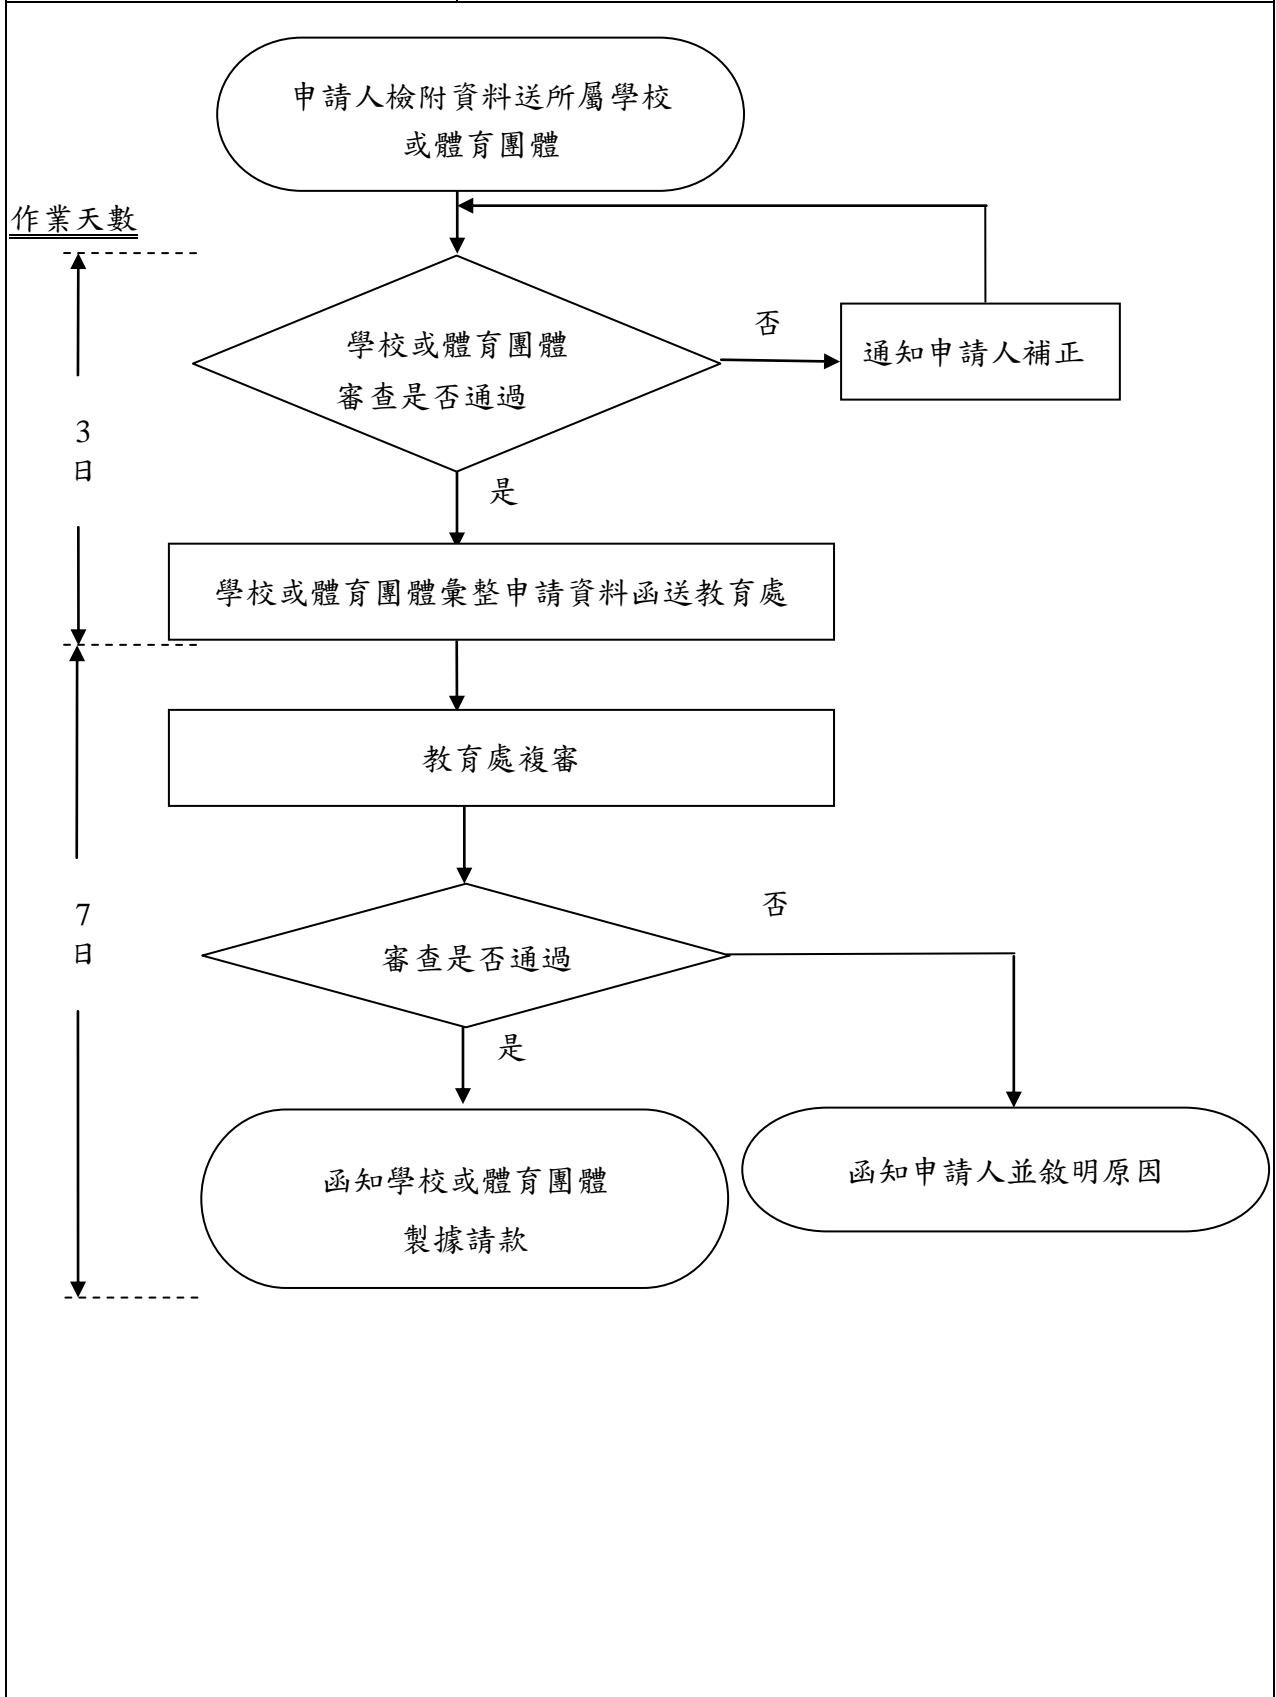 申請人檢附資料送所屬學校
或體育團體
作業天數
學校或體育團體
審查是否通過
否
通知申請人補正
3
日
是
學校或體育團體彙整申請資料函送教育處
教育處複審
7
日
審查是否通過
否
是
函知學校或體育團體
製據請款
函知申請人並敘明原因